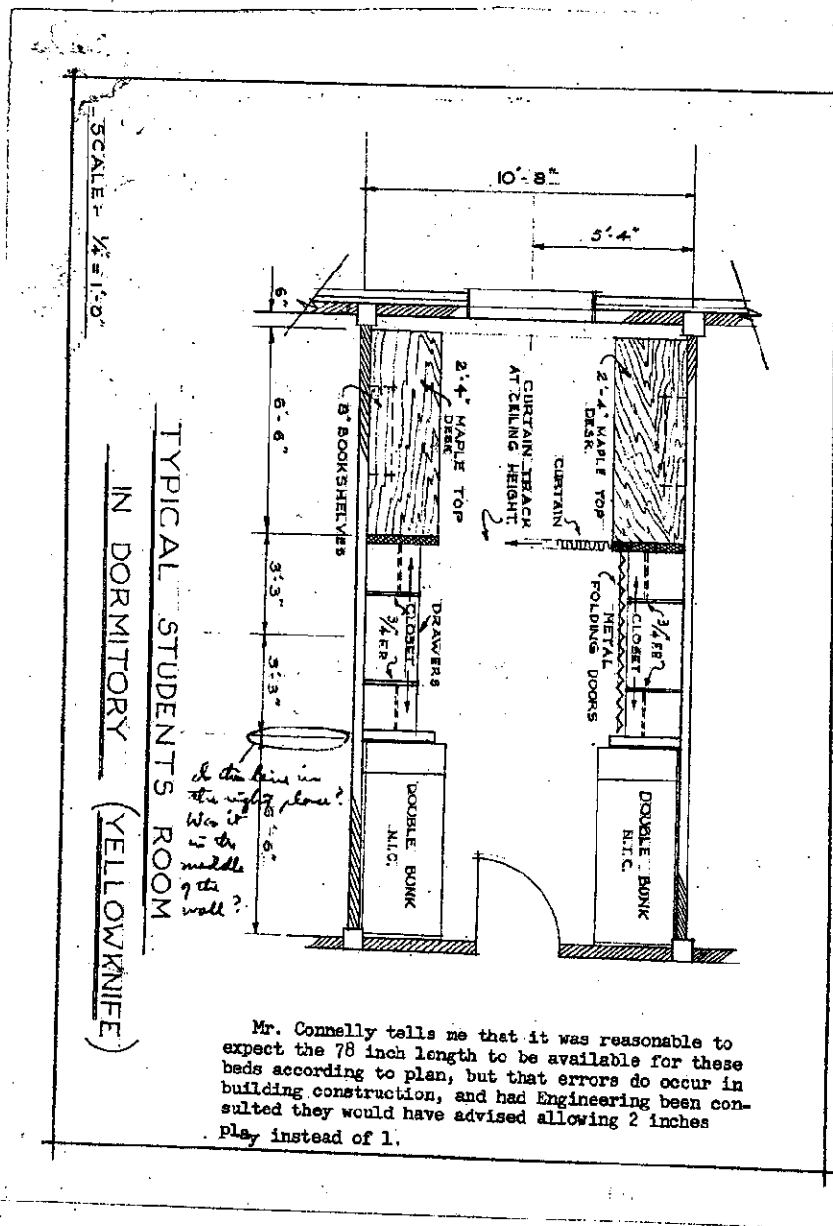 SCALE:- 1/4" = 1'-0"
10'-8"
5'-4"
6"
6'-6"
3'-3"
3'-3"
6'-6"
2'-4" MAPLE TOP
DESK
8" BOOKSHELVES
CURTAIN TRACK
AT CEILING HEIGHT.
CURTAIN
2'-4" MAPLE TOP
DESK.
DRAWERS
CLOSET
3/4 FR
METAL
FOLDING DOORS
CLOSET
3/4 FR
DOUBLE BUNK
N.I.C.
DOUBLE BUNK
N.I.C.
Is this line in
the right place?
Was it
in the
middle
of the
wall?
TYPICAL STUDENTS ROOM
IN DORMITORY (YELLOWKNIFE)
Mr. Connelly tells me that it was reasonable to
expect the 78 inch length to be available for these
beds according to plan, but that errors do occur in
building construction, and had Engineering been con-
sulted they would have advised allowing 2 inches
play instead of 1.